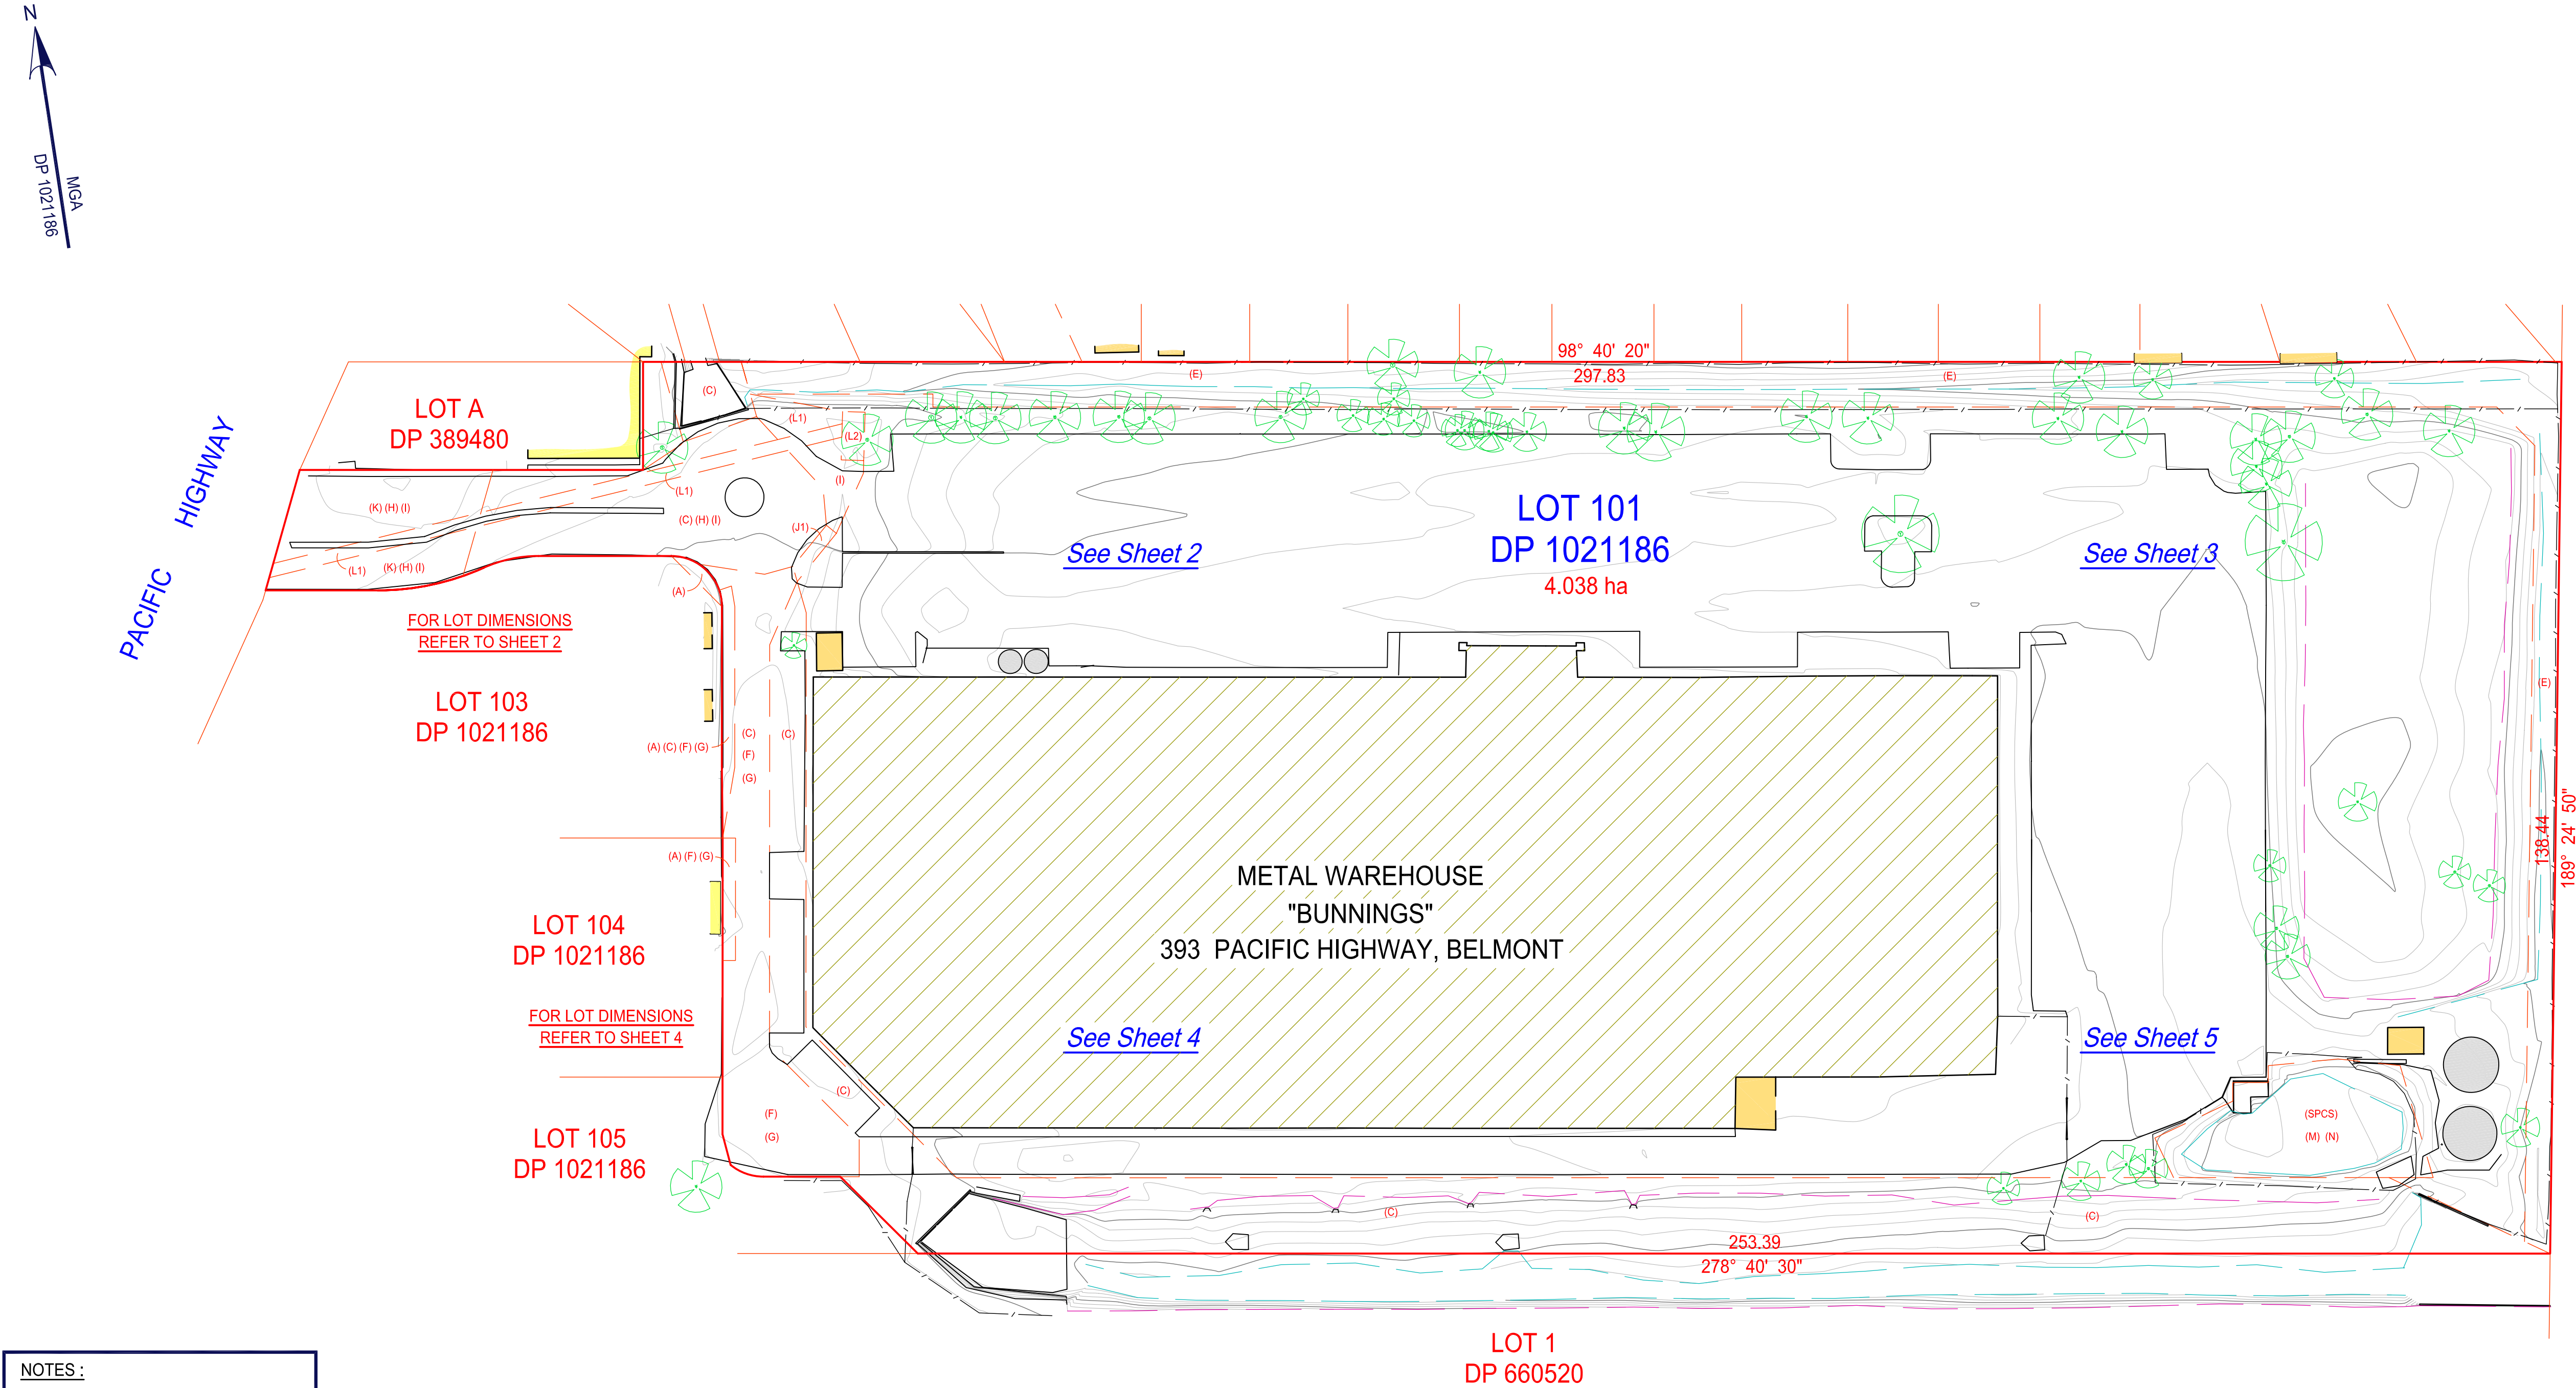 N
MGA
DP 1021186
PACIFIC HIGHWAY
98° 40' 20"
297.83
(E)
(E)
(C)
LOT A
DP 389480
(L1)
(L2)
(I)
(L1)
(K) (H) (I)
(C) (H) (I)
(J1)
LOT 101
DP 1021186
4.038 ha
See Sheet 2
See Sheet 3
(L1)
(K) (H) (I)
(A)
FOR LOT DIMENSIONS
REFER TO SHEET 2
LOT 103
DP 1021186
(E)
(A) (C) (F) (G)
(C)
(F)
(G)
(C)
138.44
189° 24' 50"
(A) (F) (G)
METAL WAREHOUSE
"BUNNINGS"
393 PACIFIC HIGHWAY, BELMONT
LOT 104
DP 1021186
FOR LOT DIMENSIONS
REFER TO SHEET 4
See Sheet 4
See Sheet 5
(C)
(F)
(G)
(SPCS)
(M) (N)
LOT 105
DP 1021186
(C)
(C)
253.39
278° 40' 30"
LOT 1
DP 660520
NOTES :